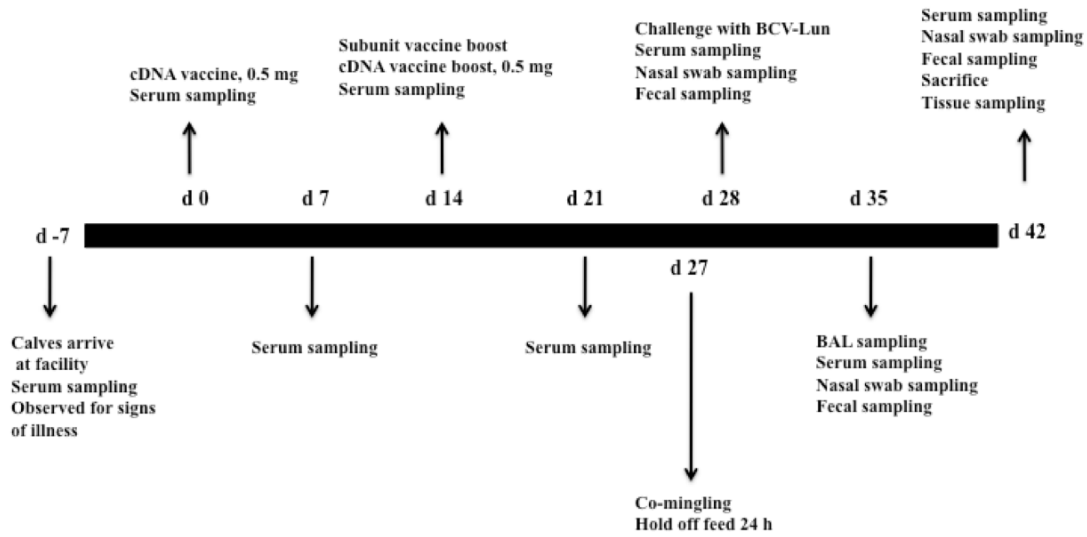 cDNA vaccine, 0.5 mg
Serum sampling
Subunit vaccine boost
cDNA vaccine boost, 0.5 mg
Serum sampling
Challenge with BCV-Lun
Serum sampling
Nasal swab sampling
Fecal sampling
Serum sampling
Nasal swab sampling
Fecal sampling
Sacrifice
Tissue sampling
d -7
d 0
d 7
d 14
d 21
d 27
d 28
d 35
d 42
Calves arrive
at facility
Serum sampling
Observed for signs
of illness
Serum sampling
Serum sampling
Co-mingling
Hold off feed 24 h
BAL sampling
Serum sampling
Nasal swab sampling
Fecal sampling